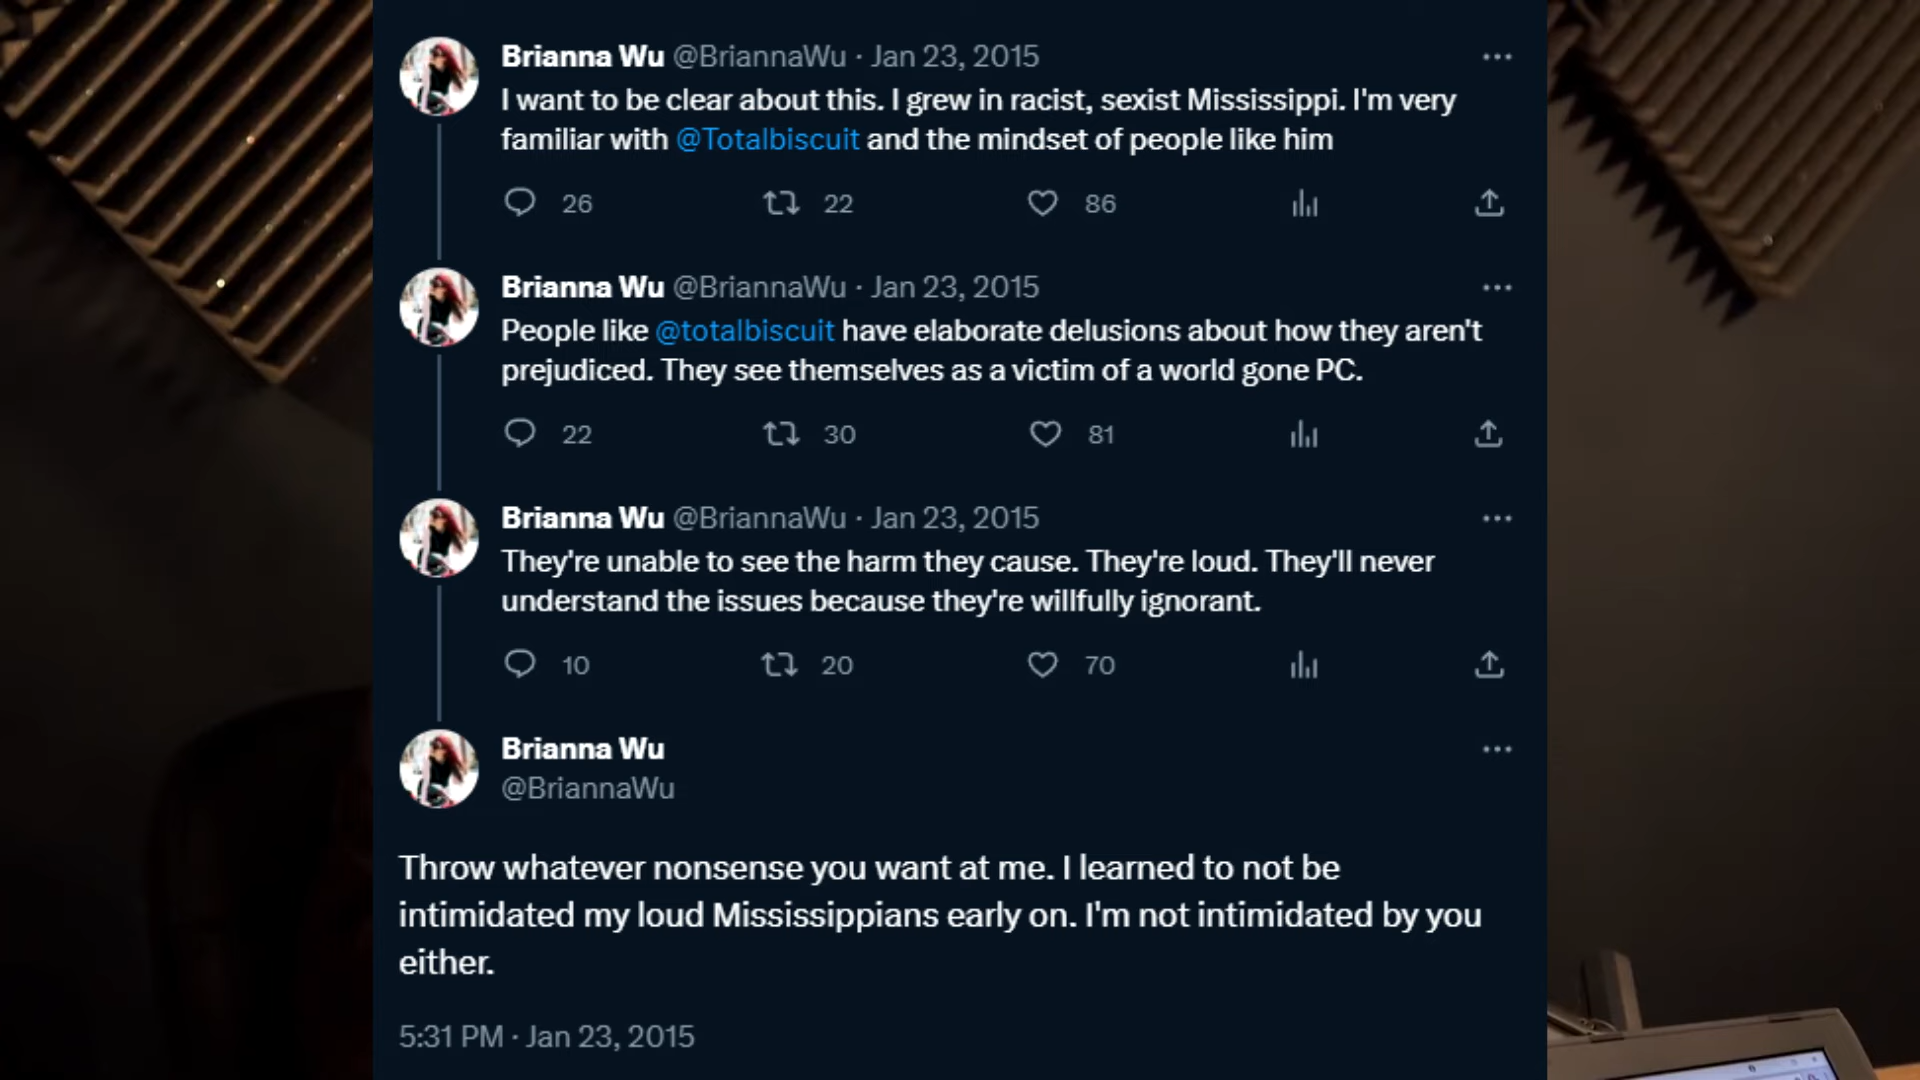 Brianna Wu @BriannaWu · Jan 23, 2015
I want to be clear about this. I grew in racist, sexist Mississippi. I'm very
familiar with @Totalbiscuit and the mindset of people like him
26 22 86
Brianna Wu @BriannaWu · Jan 23, 2015
People like @totalbiscuit have elaborate delusions about how they aren't
prejudiced. They see themselves as a victim of a world gone PC.
22 30 81
Brianna Wu @BriannaWu · Jan 23, 2015
They're unable to see the harm they cause. They're loud. They'll never
understand the issues because they're willfully ignorant.
10 20 70
Brianna Wu
@BriannaWu
Throw whatever nonsense you want at me. I learned to not be
intimidated my loud Mississippians early on. I'm not intimidated by you
either.
5:31 PM · Jan 23, 2015